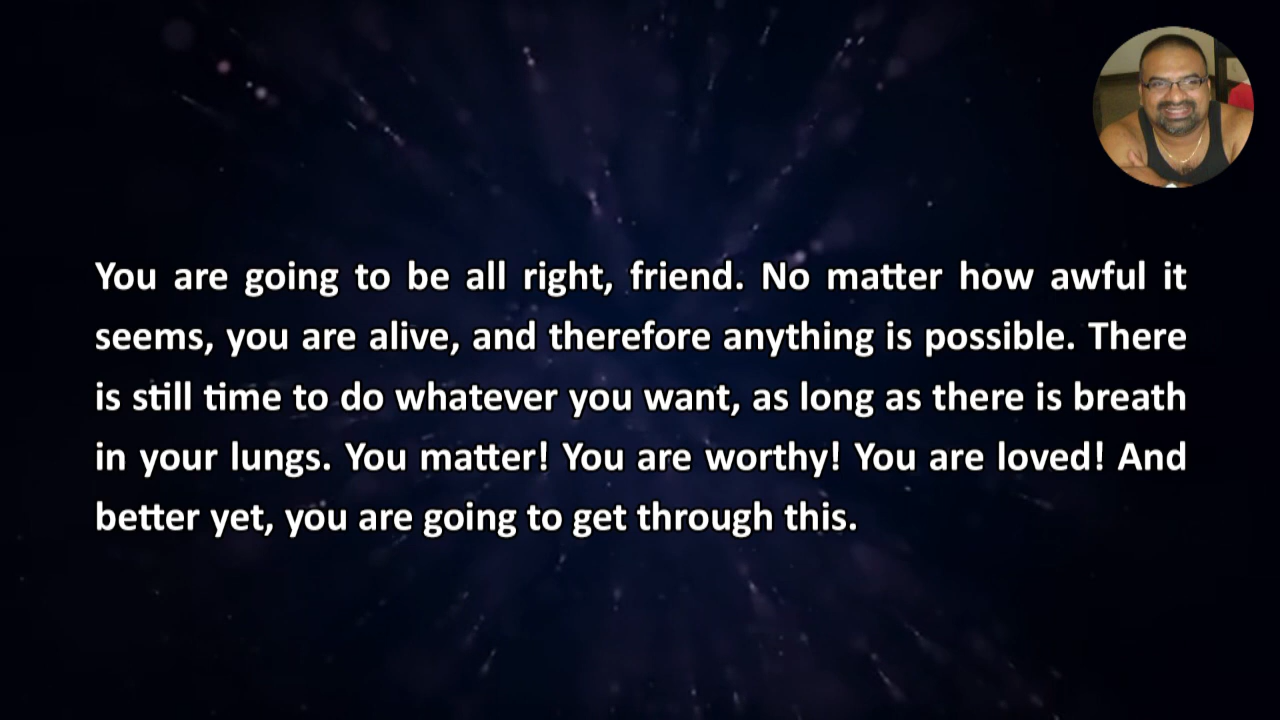 You are going to be all right, friend. No matter how awful it
seems, you are alive, and therefore anything is possible. There
is still time to do whatever you want, as long as there is breath
in your lungs. You matter! You are worthy! You are loved! And
better yet, you are going to get through this.